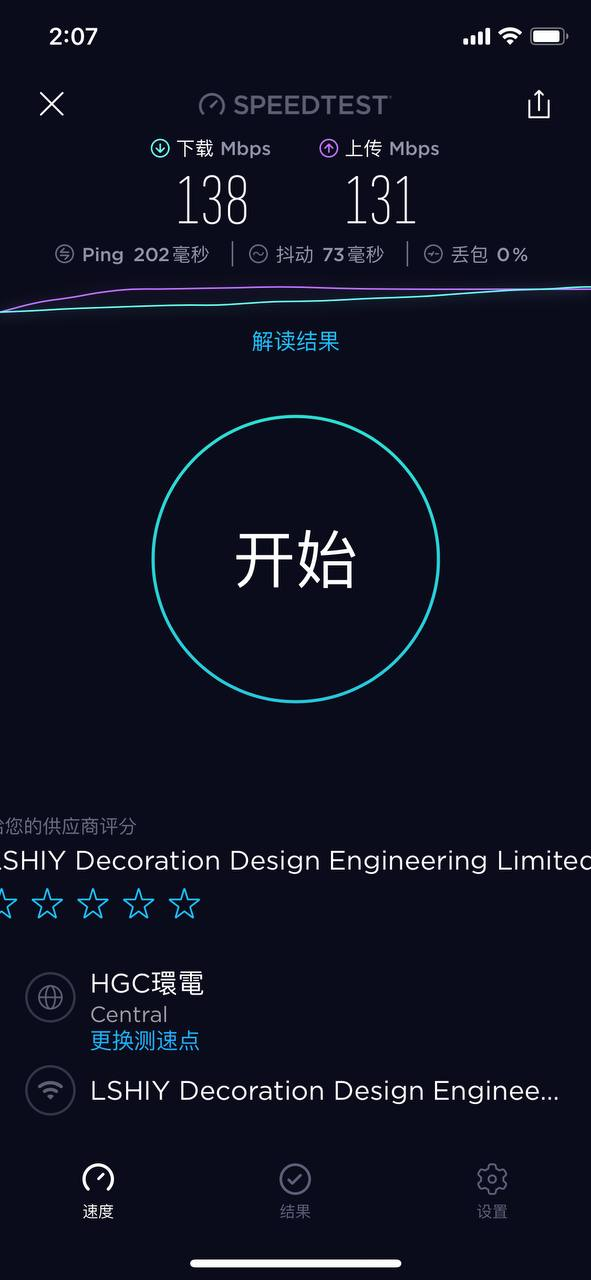 2:07
SPEEDTEST
下载 Mbps 上传 Mbps
138 131
Ping 202毫秒 抖动 73毫秒 丢包 0%
解读结果
开始
给您的供应商评分
LSHIY Decoration Design Engineering Limited
HGC環電
Central
更换测速点
LSHIY Decoration Design Enginee...
速度 结果 设置